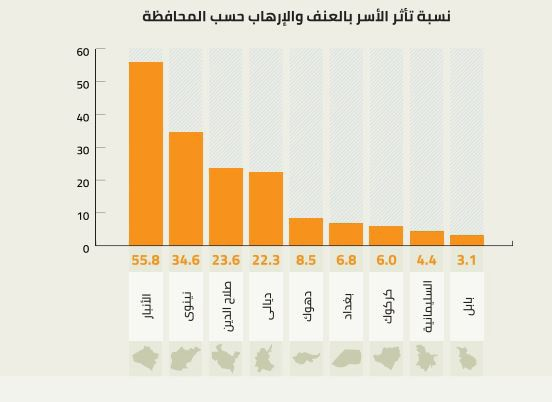 نسبة تأثر الأسر بالعنف والإرهاب حسب المحافظة
60
50
40
30
20
10
0
55.8 34.6 23.6 22.3 8.5 6.8 6.0 4.4 3.1
الأنبار
نينوى
صلاح الدين
ديالى
دهوك
بغداد
كركوك
السليمانية
بابل